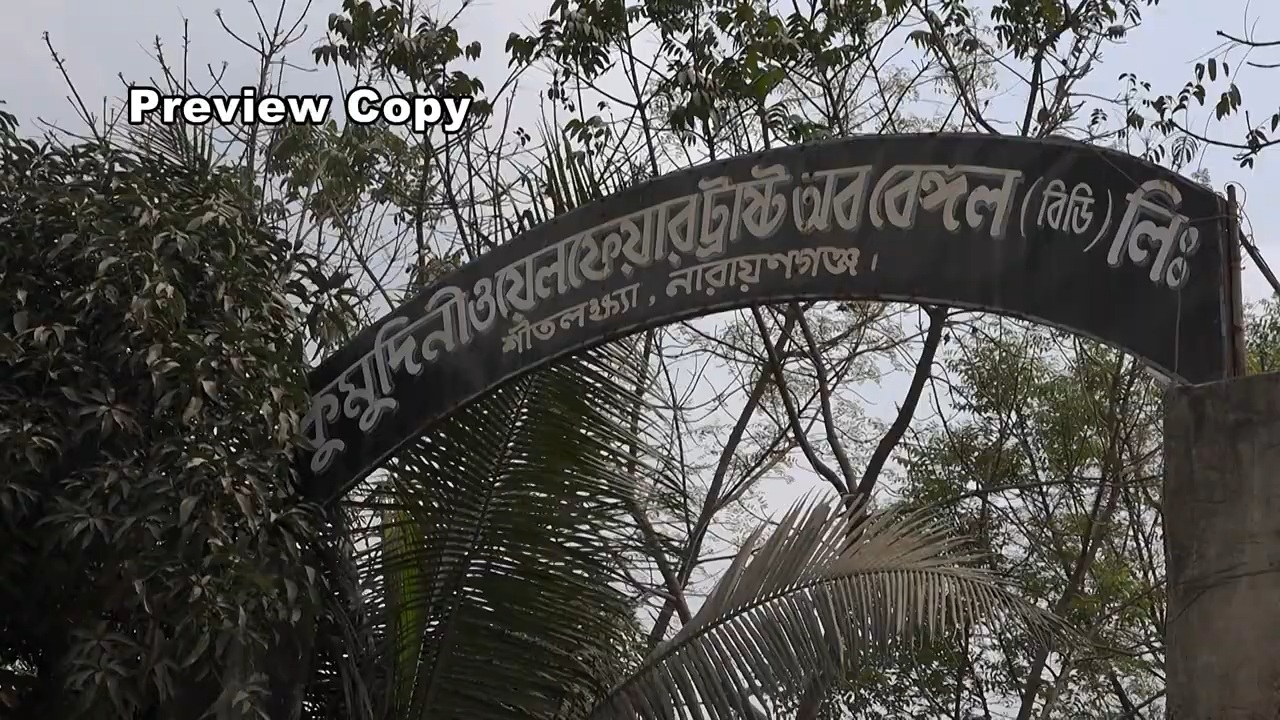 Preview Copy
কুমুদিনী ওয়েলফেয়ার ট্রাষ্ট অব বেঙ্গল (বিডি) লিঃ
শীতলক্ষ্যা, নারায়ণগঞ্জ।